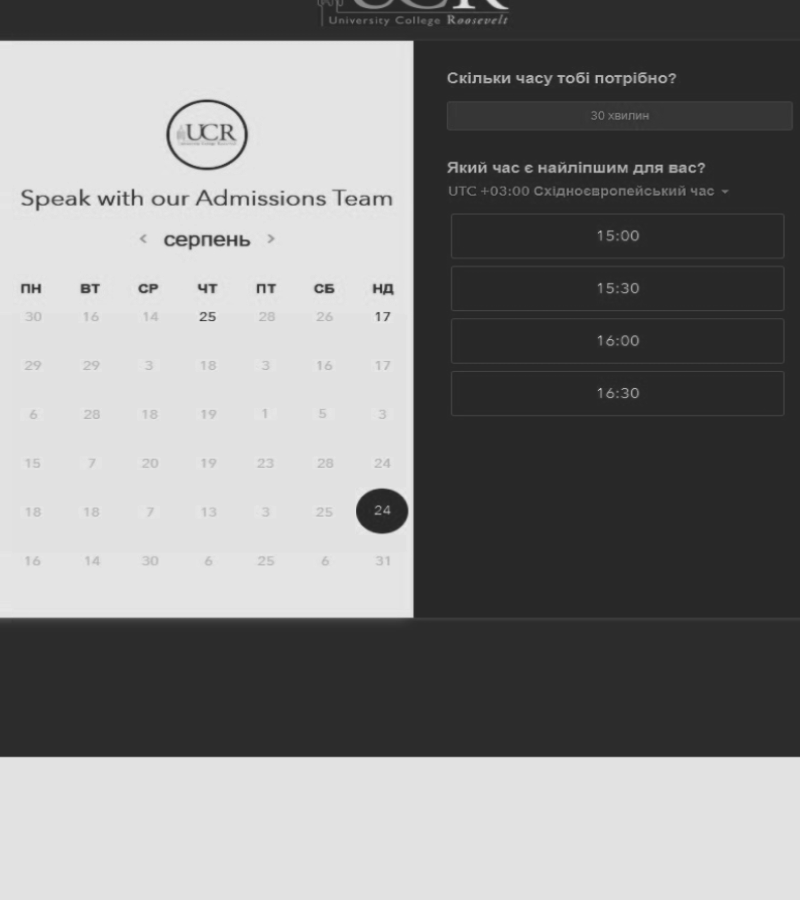 UCR
University College Roosevelt
UCR
Speak with our Admissions Team
< серпень >
ПН ВТ СР ЧТ ПТ СБ НД
30 16 14 25 28 26 17
29 29 3 18 3 16 17
6 28 18 19 1 5 3
15 7 20 19 23 28 24
18 18 7 13 3 25 24
16 14 30 6 25 6 31
Скільки часу тобі потрібно?
30 хвилин
Який час є найліпшим для вас?
UTC +03:00 Східноєвропейський час
15:00
15:30
16:00
16:30